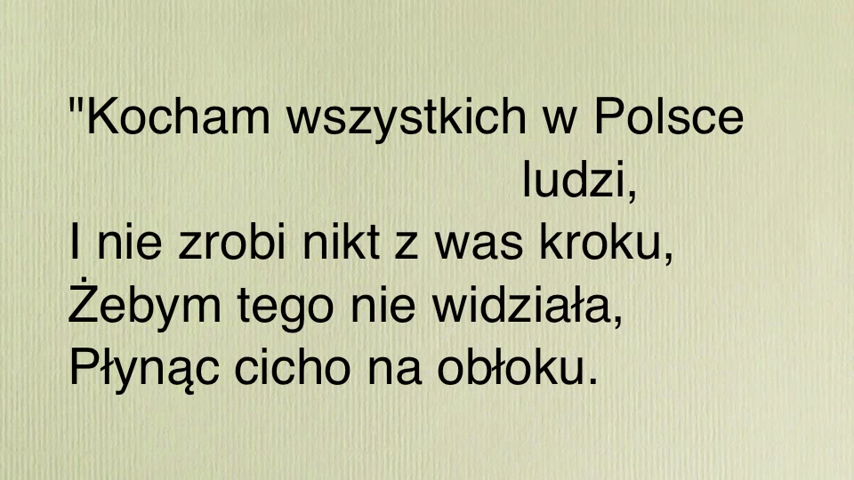 "Kocham wszystkich w Polsce
ludzi,
I nie zrobi nikt z was kroku,
Żebym tego nie widziała,
Płynąc cicho na obłoku.